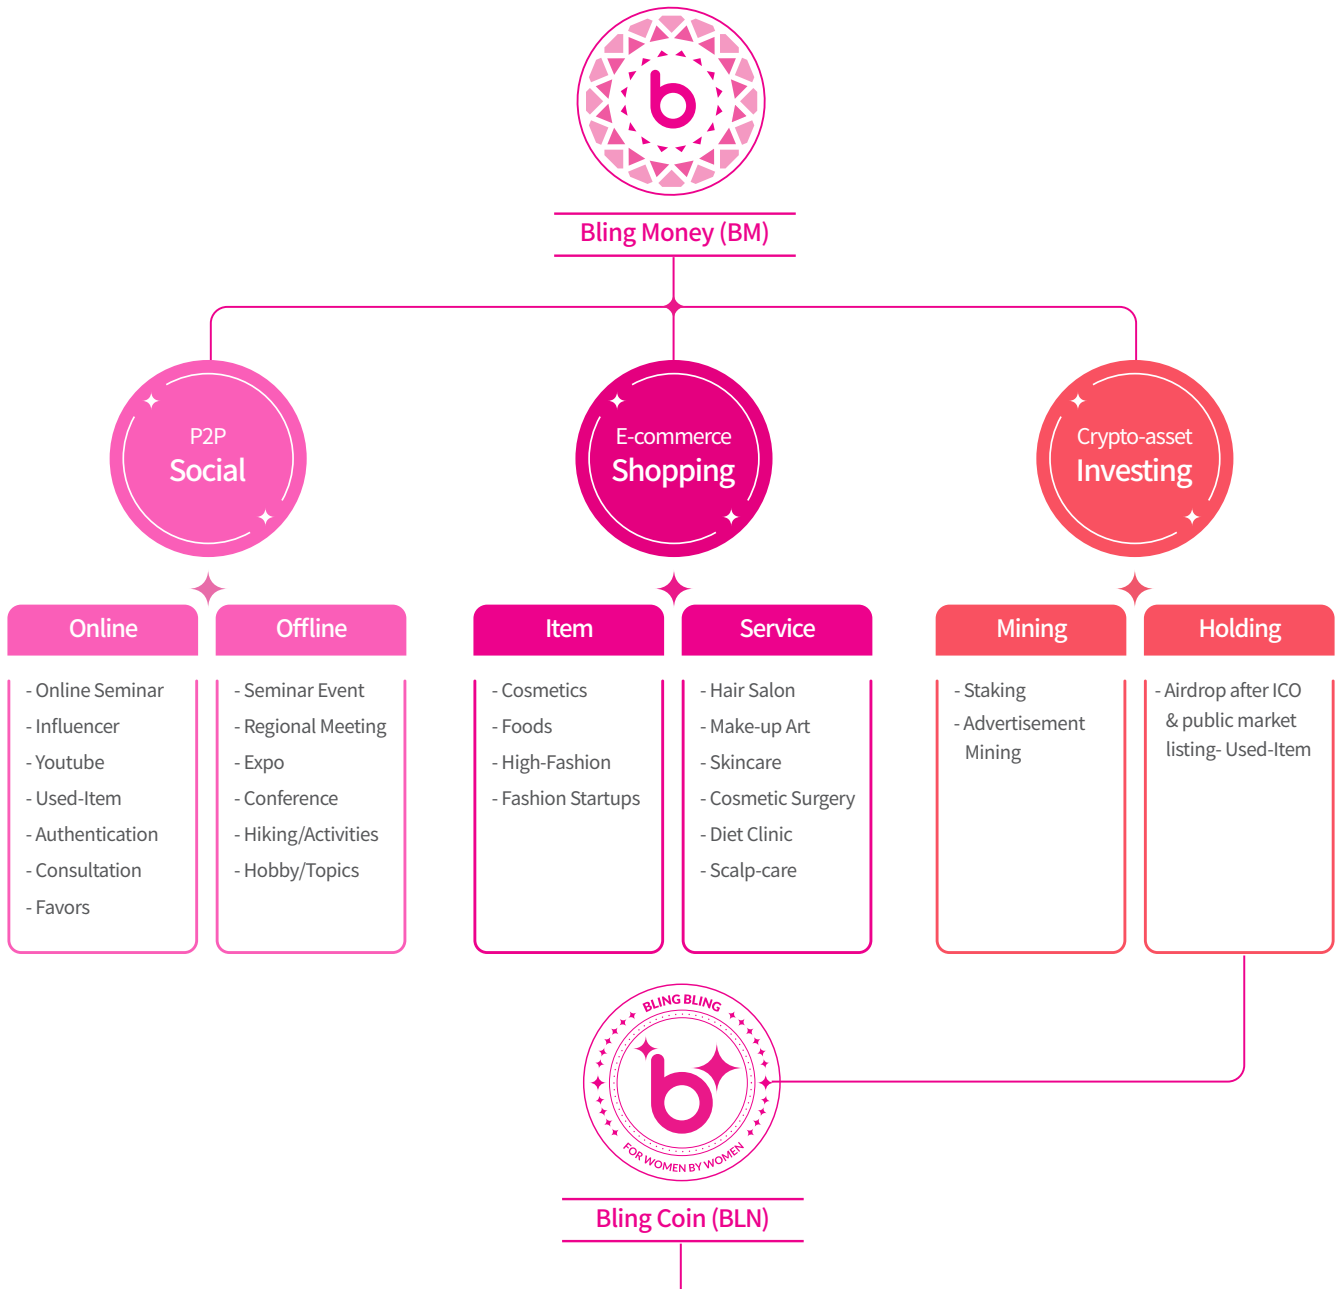 b
Bling Money (BM)
P2P
Social
E-commerce
Shopping
Crypto-asset
Investing
Online
- Online Seminar
- Influencer
- Youtube
- Used-Item
- Authentication
- Consultation
- Favors
Offline
- Seminar Event
- Regional Meeting
- Expo
- Conference
- Hiking/Activities
- Hobby/Topics
Item
- Cosmetics
- Foods
- High-Fashion
- Fashion Startups
Service
- Hair Salon
- Make-up Art
- Skincare
- Cosmetic Surgery
- Diet Clinic
- Scalp-care
Mining
- Staking
- Advertisement
Mining
Holding
- Airdrop after ICO
& public market
listing- Used-Item
BLING BLING
b
FOR WOMEN BY WOMEN
Bling Coin (BLN)